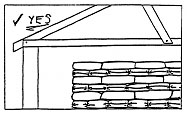 ✓ YES